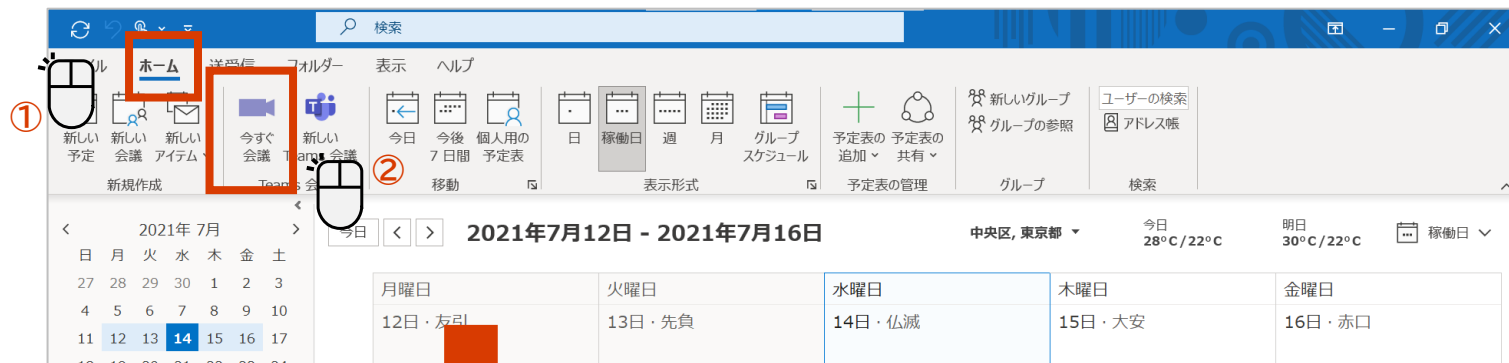 検索
ホーム 送受信 フォルダー 表示 ヘルプ
①
新しい 予定
新しい 会議
新しい アイテム
新規作成
今すぐ 会議
新しい Teams 会議
②
今日
今後 7 日間
個人用の 予定表
移動
日
稼働日
週
月
グループ スケジュール
表示形式
予定表の 追加
予定表の 共有
予定表の管理
新しいグループ
グループの参照
グループ
ユーザーの検索
アドレス帳
検索
2021年 7月
日 月 火 水 木 金 土
27 28 29 30 1 2 3
4 5 6 7 8 9 10
11 12 13 14 15 16 17
今日
2021年7月12日 - 2021年7月16日
中央区, 東京都
今日
28°C/22°C
明日
30°C/22°C
稼働日
月曜日 火曜日 水曜日 木曜日 金曜日
12日・友引 13日・先負 14日・仏滅 15日・大安 16日・赤口